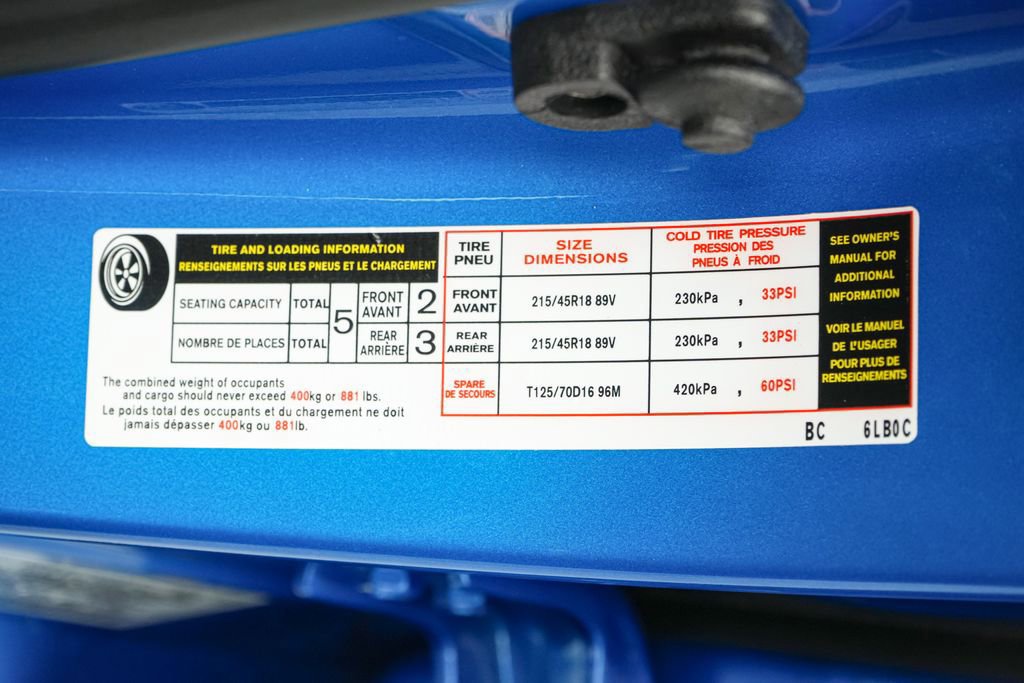 TIRE AND LOADING INFORMATION
RENSEIGNEMENTS SUR LES PNEUS ET LE CHARGEMENT
SEATING CAPACITY TOTAL 5 FRONT AVANT 2
NOMBRE DE PLACES TOTAL REAR ARRIÈRE 3
The combined weight of occupants
and cargo should never exceed 400kg or 881 lbs.
Le poids total des occupants et du chargement ne doit
jamais dépasser 400kg ou 881lb.
TIRE PNEU SIZE DIMENSIONS COLD TIRE PRESSURE PRESSION DES PNEUS À FROID
FRONT AVANT 215/45R18 89V 230kPa , 33PSI
REAR ARRIÈRE 215/45R18 89V 230kPa , 33PSI
SPARE DE SECOURS T125/70D16 96M 420kPa , 60PSI
SEE OWNER'S
MANUAL FOR
ADDITIONAL
INFORMATION
VOIR LE MANUEL
DE L'USAGER
POUR PLUS DE
RENSEIGNEMENTS
BC 6LB0C